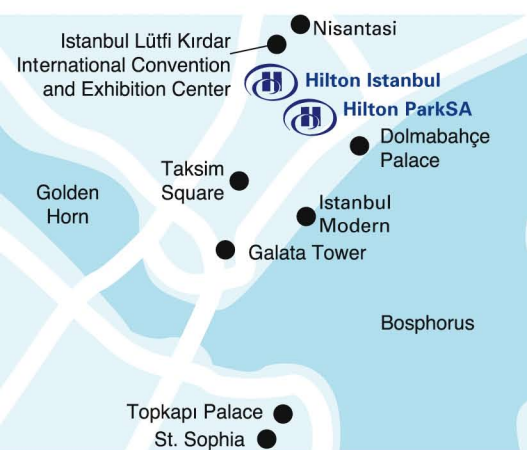 Nisantasi
Istanbul Lütfi Kırdar
International Convention
and Exhibition Center
Hilton Istanbul
Hilton ParkSA
Dolmabahçe
Palace
Taksim
Square
Golden
Horn
Istanbul
Modern
Galata Tower
Bosphorus
Topkapı Palace
St. Sophia